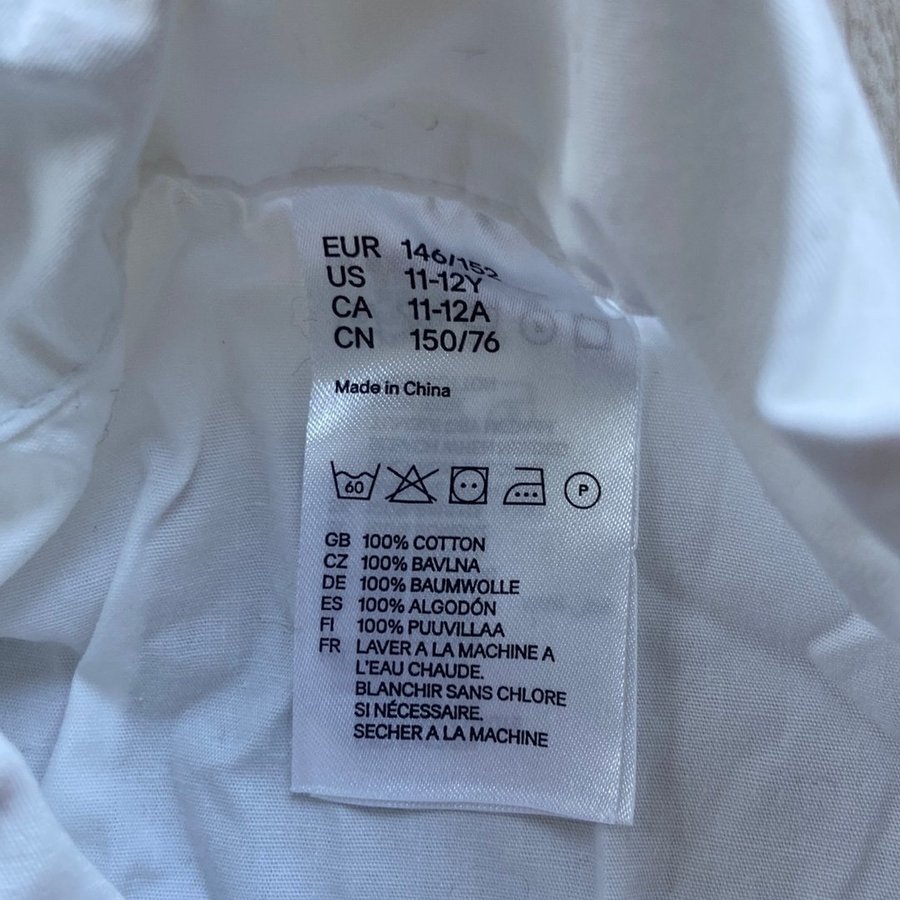 EUR 146/152
US 11-12Y
CA 11-12A
CN 150/76
Made in China
60 P
GB 100% COTTON
CZ 100% BAVLNA
DE 100% BAUMWOLLE
ES 100% ALGODÓN
FI 100% PUUVILLAA
FR LAVER A LA MACHINE A
L'EAU CHAUDE.
BLANCHIR SANS CHLORE
SI NÉCESSAIRE.
SECHER A LA MACHINE